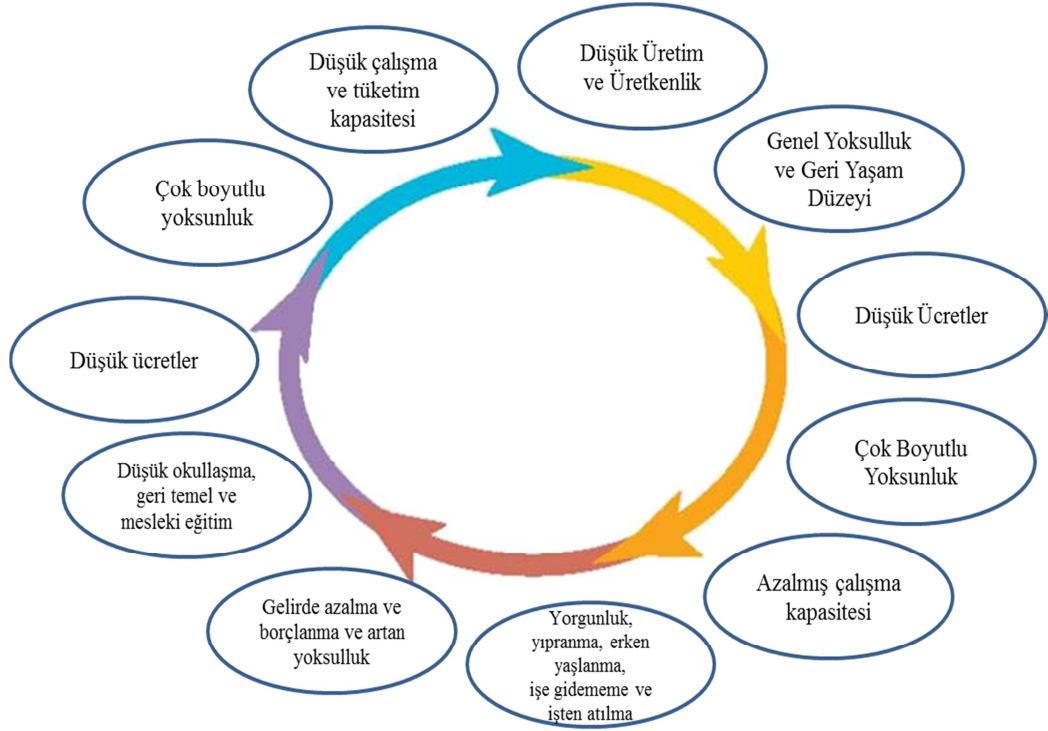 Düşük Üretim
ve Üretkenlik
Genel Yoksulluk
ve Geri Yaşam
Düzeyi
Düşük Ücretler
Çok Boyutlu
Yoksunluk
Azalmış çalışma
kapasitesi
Yorgunluk,
yıpranma, erken
yaşlanma,
işe gidememe ve
işten atılma
Gelirde azalma ve
borçlanma ve artan
yoksulluk
Düşük okullaşma,
geri temel ve
mesleki eğitim
Düşük ücretler
Çok boyutlu
yoksunluk
Düşük çalışma
ve tüketim
kapasitesi